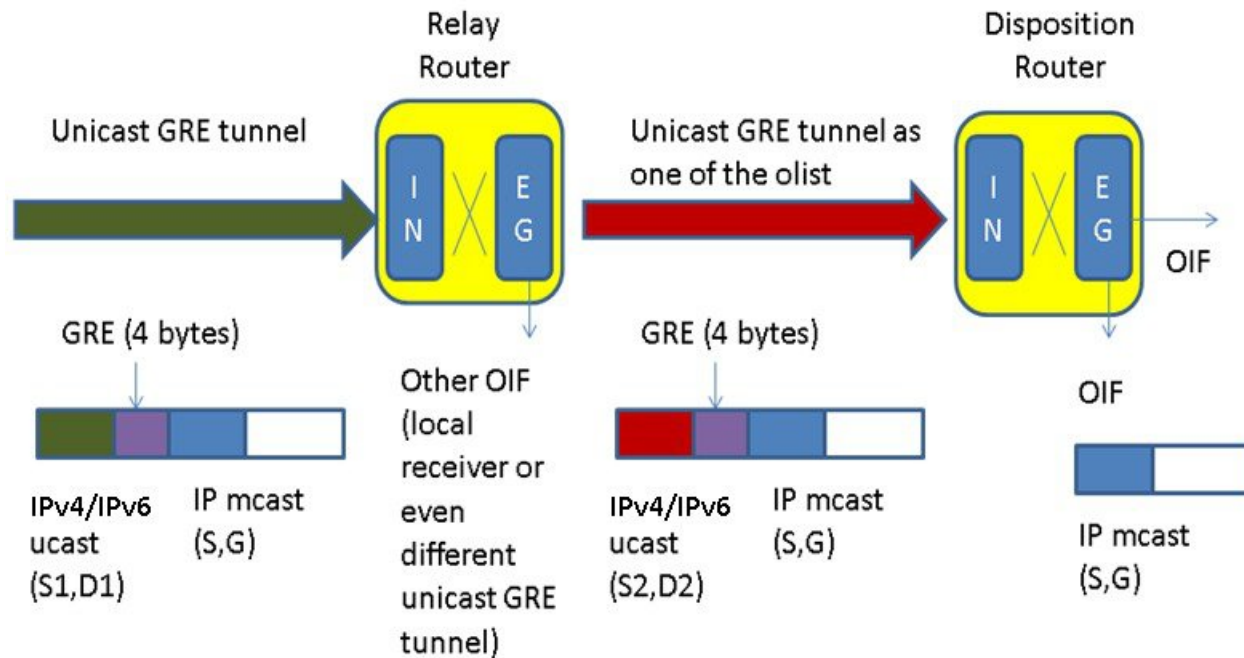 Relay
Router
Disposition
Router
Unicast GRE tunnel
Unicast GRE tunnel as
one of the olist
I
N
E
G
I
N
E
G
OIF
GRE (4 bytes)
IPv4/IPv6
ucast
(S1,D1)
IP mcast
(S,G)
Other OIF
(local
receiver or
even
different
unicast GRE
tunnel)
GRE (4 bytes)
IPv4/IPv6
ucast
(S2,D2)
IP mcast
(S,G)
OIF
IP mcast
(S,G)